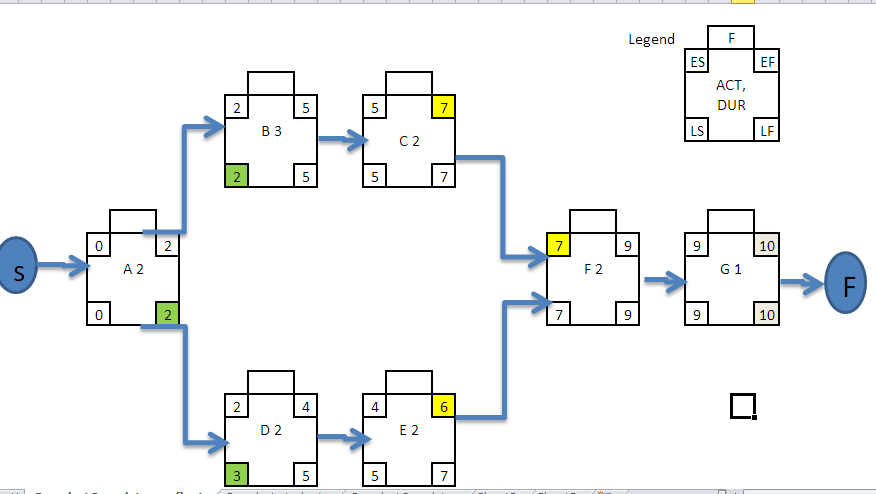 Legend
F
ES EF
ACT,
DUR
LS LF
2 5
B 3
2 5
5 7
C 2
5 7
S
0 2
A 2
0 2
7 9
F 2
7 9
9 10
G 1
9 10
F
2 4
D 2
3 5
4 6
E 2
5 7